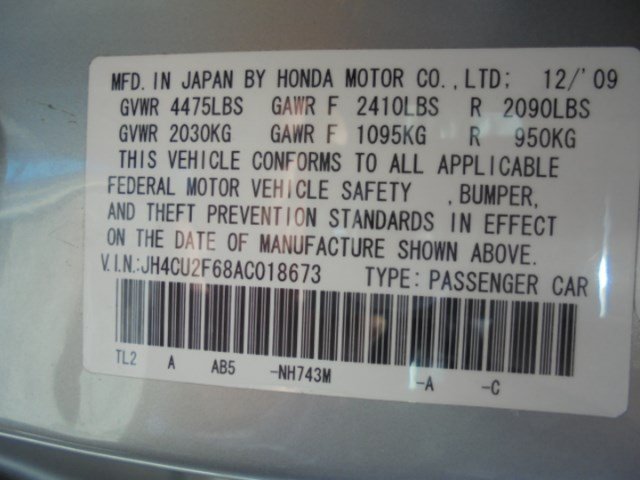 MFD. IN JAPAN BY HONDA MOTOR CO.,LTD; 12/'09
GVWR 4475LBS GAWR F 2410LBS R 2090LBS
GVWR 2030KG GAWR F 1095KG R 950KG
THIS VEHICLE CONFORMS TO ALL APPLICABLE
FEDERAL MOTOR VEHICLE SAFETY ,BUMPER,
AND THEFT PREVENTION STANDARDS IN EFFECT
ON THE DATE OF MANUFACTURE SHOWN ABOVE.
V.I.N.:JH4CU2F68AC018673 TYPE: PASSENGER CAR
TL2 A AB5 -NH743M -A -C